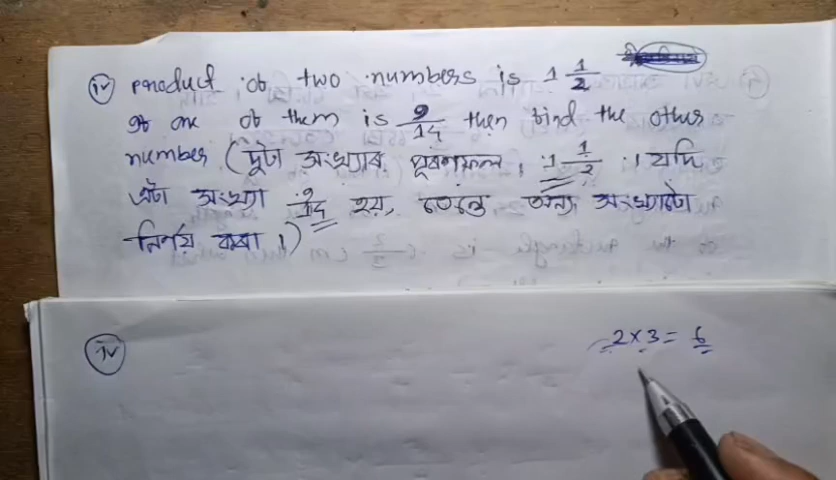 iv product of two numbers is 1 1/2
If one of them is 9/14 then find the other
number (দুটা সংখ্যাৰ পূৰণফল, 1 1/2 । যদি
এটা সংখ্যা 9/14 হয়, তেন্তে অন্য সংখ্যাটো
নিৰ্ণয় কৰা।)
iv
2×3 = 6